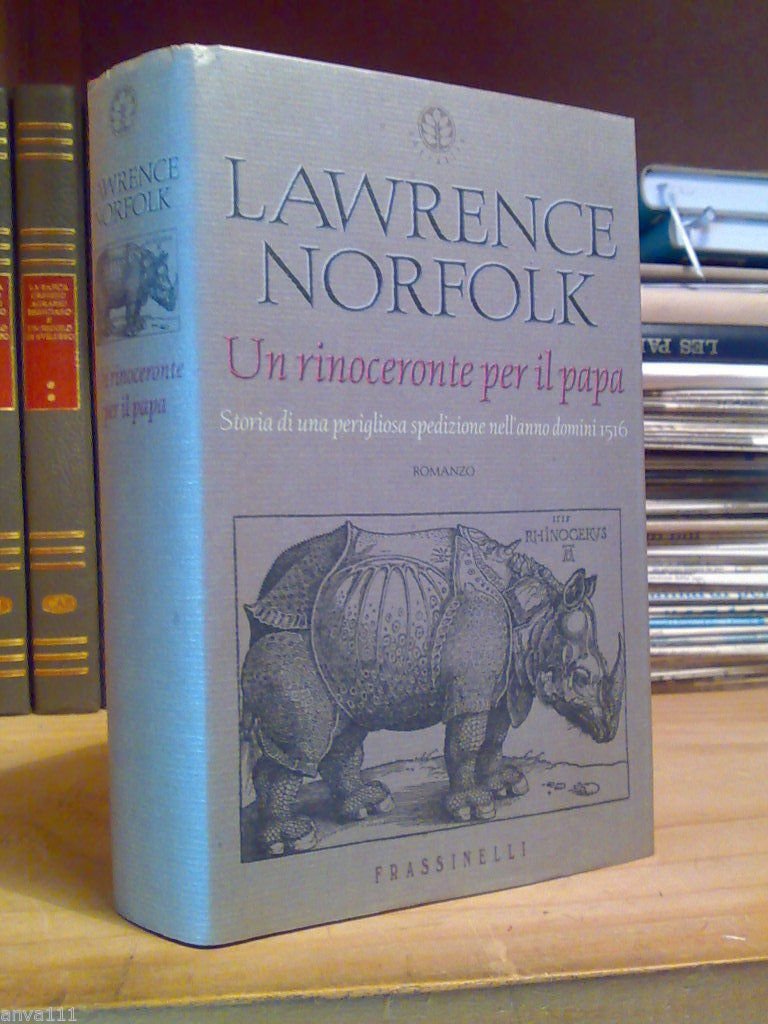 LAWRENCE
NORFOLK
Un rinoceronte per il papa
Storia di una perigliosa spedizione nell'anno domini 1516
ROMANZO
1515
RHINOCERVS
FRASSINELLI
LAWRENCE
NORFOLK
Un rinoceronte
per il papa
LES PA
anva111